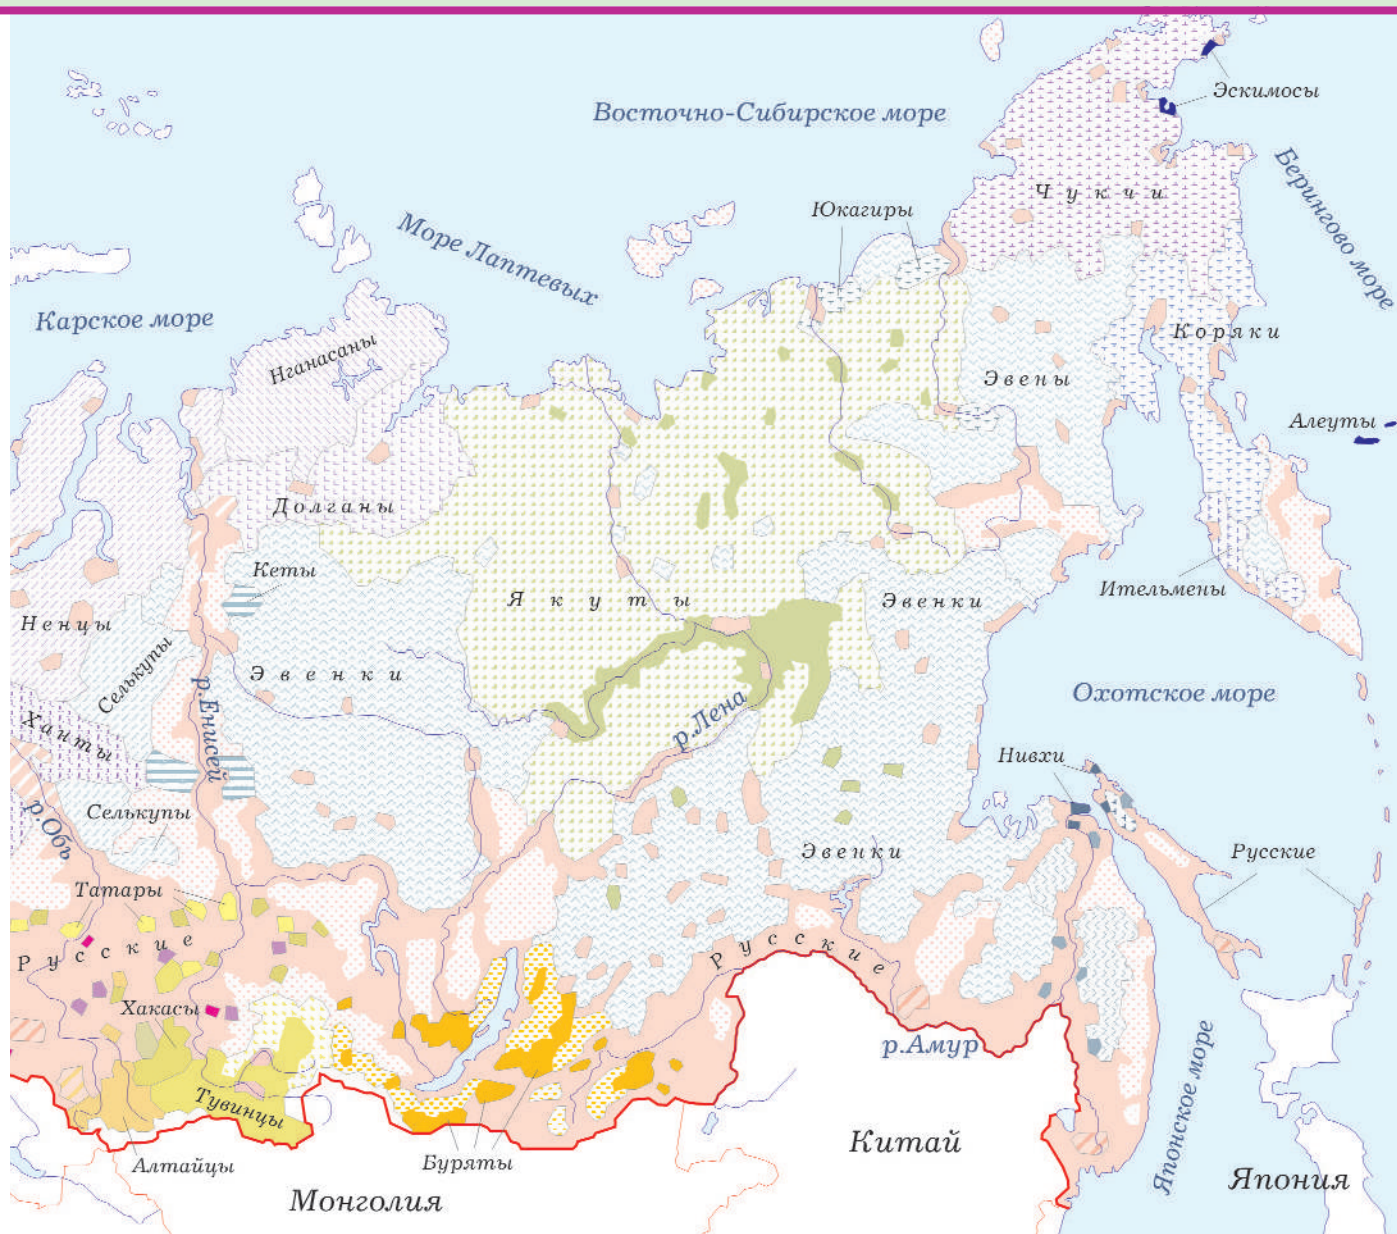 Эскимосы
Восточно-Сибирское море
Берингово море
Чукчи
Юкагиры
Море Лаптевых
Карское море
Коряки
Нганасаны
Эвены
Алеуты
Долганы
Кеты
Ительмены
Якуты
Эвенки
Ненцы
Селькупы
Эвенки
р.Енисей
Охотское море
р.Лена
Ханты
Нивхи
р.Обь
Селькупы
Эвенки
Русские
Татары
Русские
Русские
Хакасы
р.Амур
Японское море
Тувинцы
Китай
Алтайцы
Буряты
Япония
Монголия